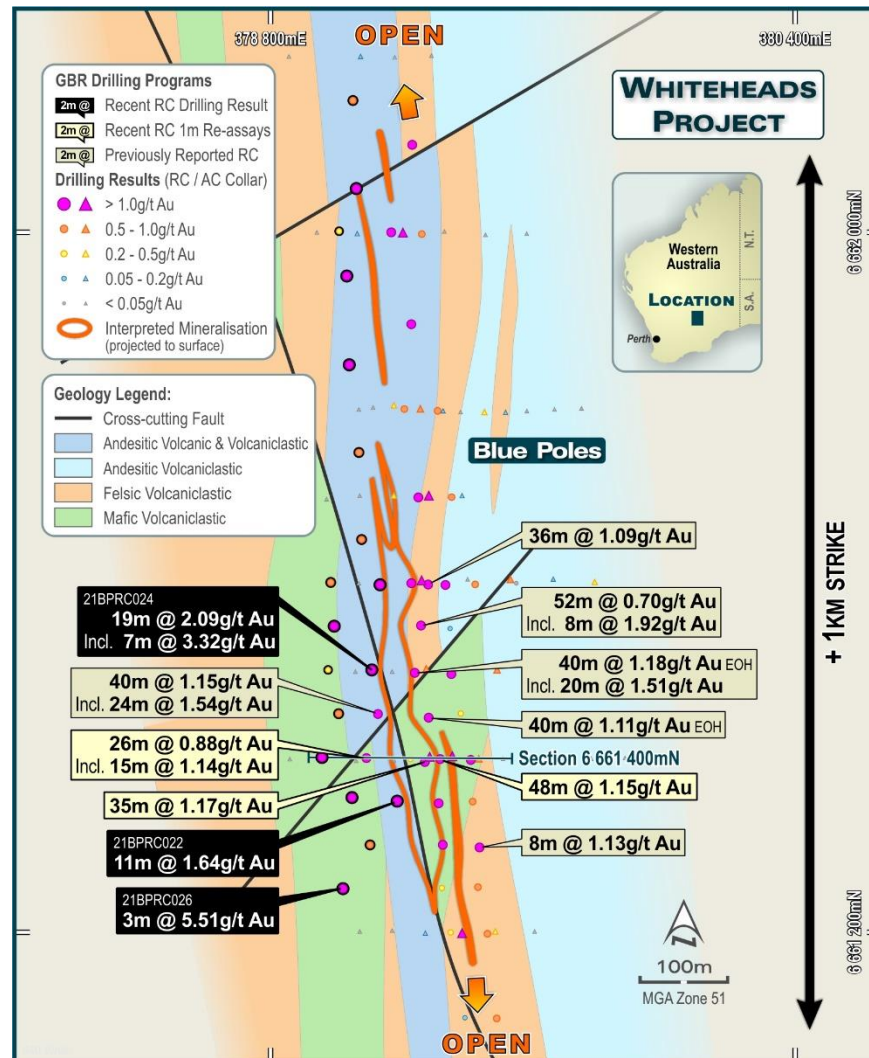 378 800mE
380 400mE
OPEN
GBR Drilling Programs
2m @ Recent RC Drilling Result
2m @ Recent RC 1m Re-assays
2m @ Previously Reported RC
Drilling Results (RC / AC Collar)
> 1.0g/t Au
0.5 - 1.0g/t Au
0.2 - 0.5g/t Au
0.05 - 0.2g/t Au
< 0.05g/t Au
Interpreted Mineralisation
(projected to surface)
Geology Legend:
Cross-cutting Fault
Andesitic Volcanic & Volcaniclastic
Andesitic Volcaniclastic
Felsic Volcaniclastic
Mafic Volcaniclastic
WHITEHEADS
PROJECT
Western
Australia
LOCATION
Perth
N.T.
S.A.
6 662 000mN
+ 1KM STRIKE
Blue Poles
36m @ 1.09g/t Au
52m @ 0.70g/t Au
Incl. 8m @ 1.92g/t Au
40m @ 1.18g/t Au EOH
Incl. 20m @ 1.51g/t Au
40m @ 1.11g/t Au EOH
Section 6 661 400mN
48m @ 1.15g/t Au
8m @ 1.13g/t Au
21BPRC024
19m @ 2.09g/t Au
Incl. 7m @ 3.32g/t Au
40m @ 1.15g/t Au
Incl. 24m @ 1.54g/t Au
26m @ 0.88g/t Au
Incl. 15m @ 1.14g/t Au
35m @ 1.17g/t Au
21BPRC022
11m @ 1.64g/t Au
21BPRC026
3m @ 5.51g/t Au
6 661 200mN
N
100m
MGA Zone 51
OPEN